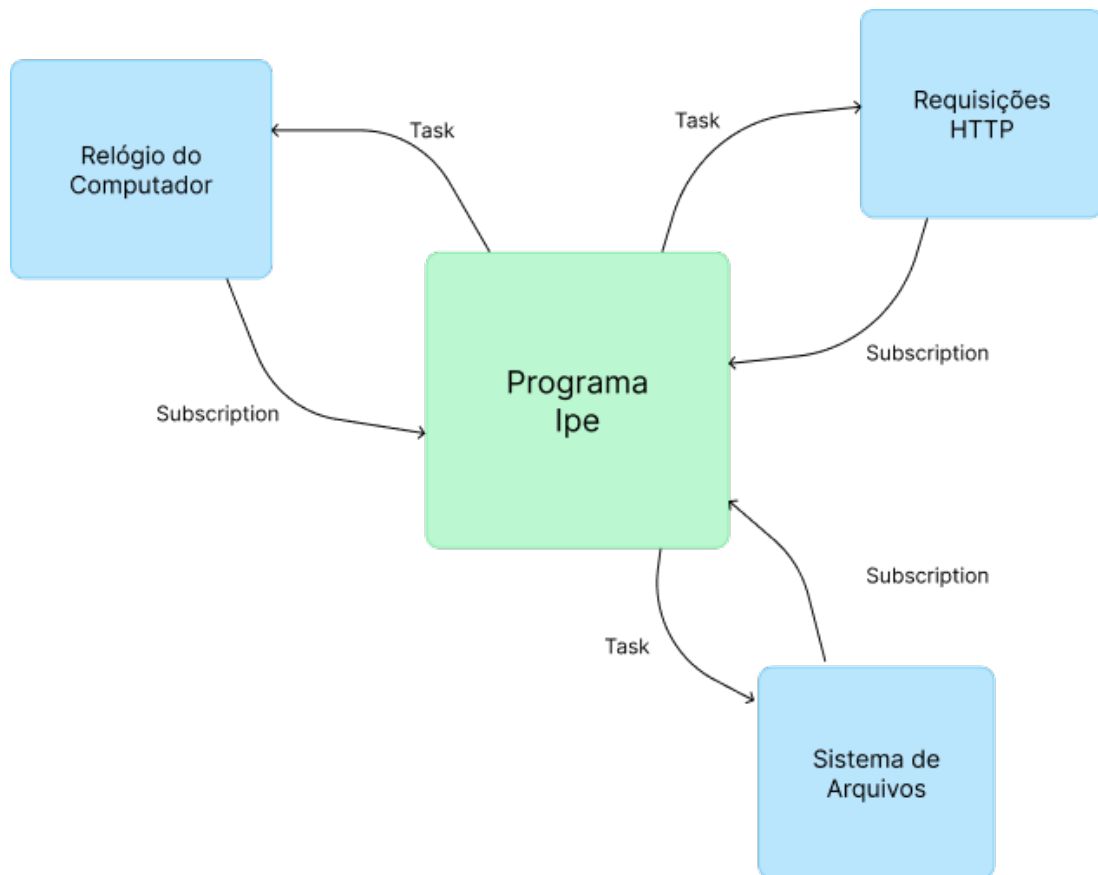 Requisições
HTTP
Task
Task
Relógio do
Computador
Subscription
Programa
Ipe
Subscription
Subscription
Task
Sistema de
Arquivos